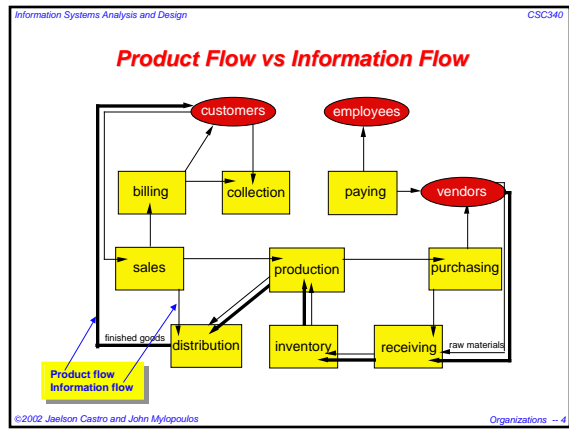 Information Systems Analysis and Design
CSC340
Product Flow vs Information Flow
customers
employees
billing
collection
paying
vendors
sales
production
purchasing
finished goods
distribution
inventory
receiving
raw materials
Product flow
Information flow
©2002 Jaelson Castro and John Mylopoulos
Organizations -- 4